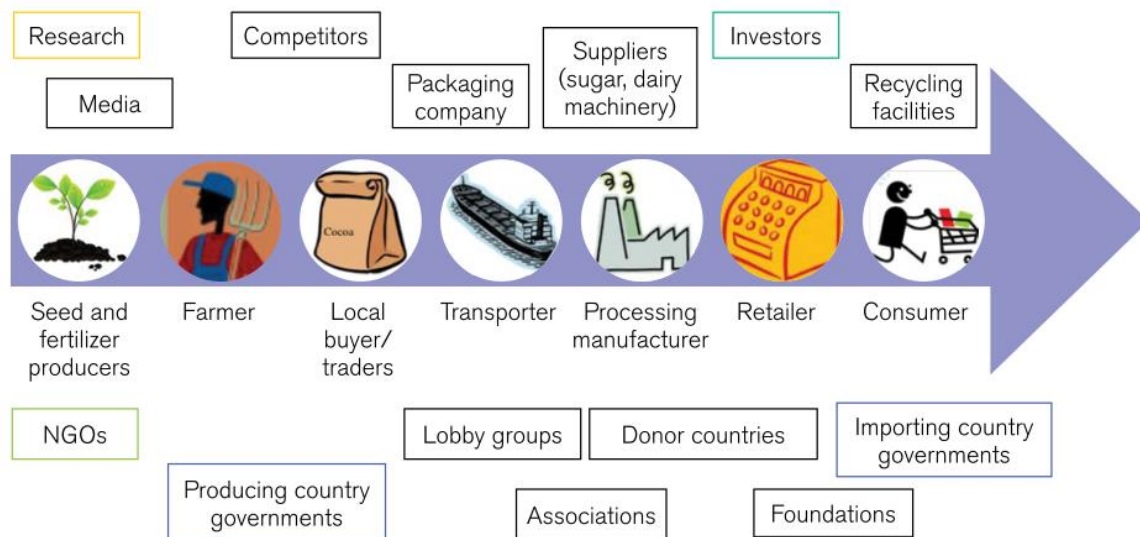 Research
Competitors
Suppliers
(sugar, dairy
machinery)
Investors
Media
Packaging
company
Recycling
facilities
Cocoa
Seed and
fertilizer
producers
Farmer
Local
buyer/
traders
Transporter
Processing
manufacturer
Retailer
Consumer
NGOs
Producing country
governments
Lobby groups
Associations
Donor countries
Foundations
Importing country
governments